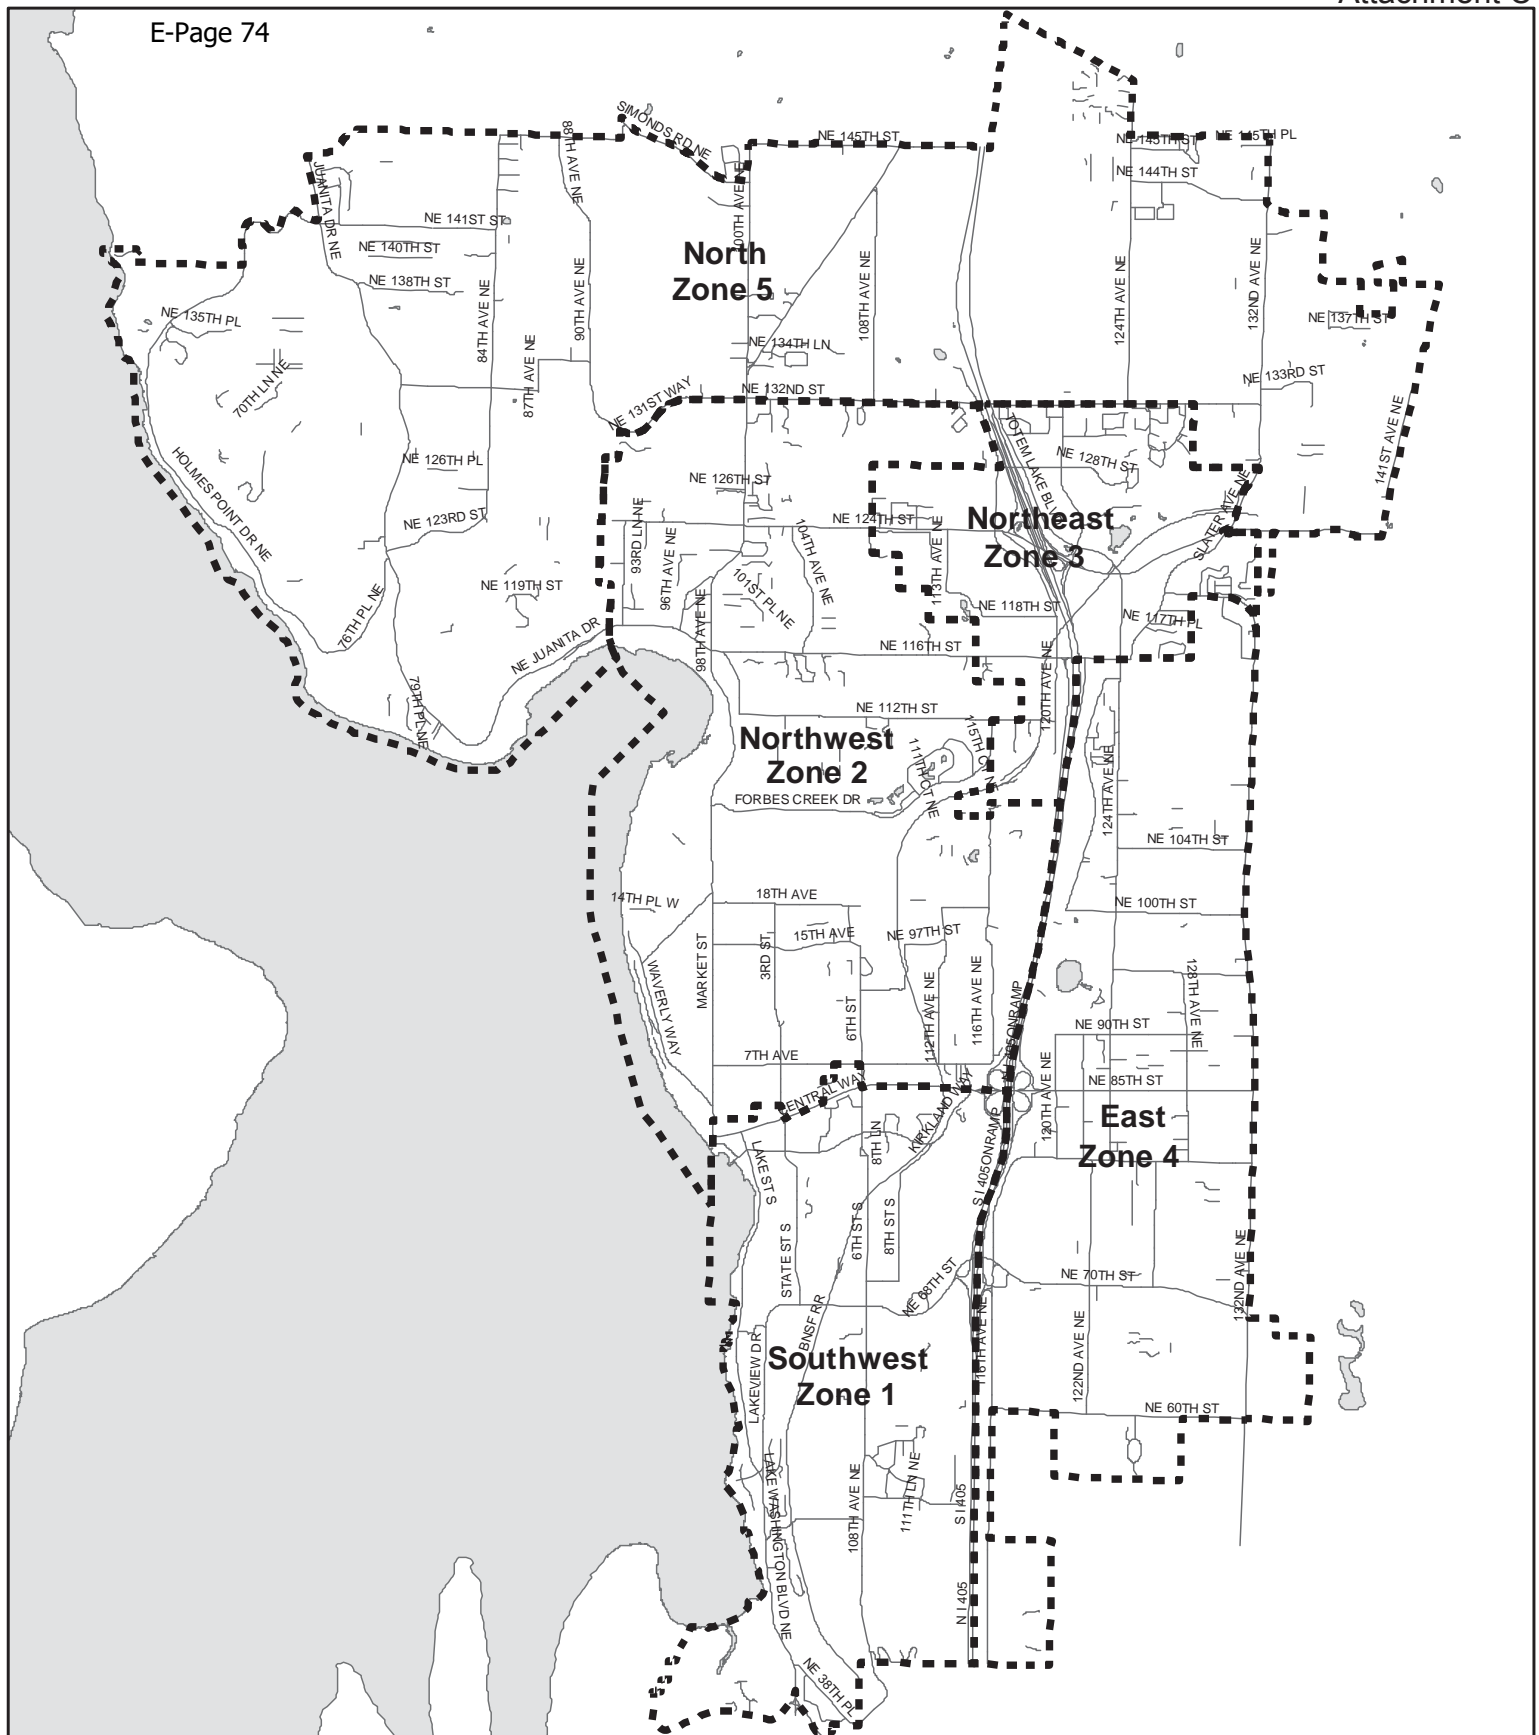 E-Page 74
SIMONDS RD NE
88TH AVE NE
NE 145TH ST
NE 145TH ST
NE 145TH PL
NE 144TH ST
JUANITA DR NE
100TH AVE NE
NE 141ST ST
NE 140TH ST
NE 138TH ST
North
Zone 5
90TH AVE NE
108TH AVE NE
124TH AVE NE
132ND AVE NE
NE 135TH PL
84TH AVE NE
NE 137TH ST
NE 134TH LN
87TH AVE NE
70TH LN NE
NE 133RD ST
NE 132ND ST
NE 131ST WAY
141ST AVE NE
TOTEM LAKE BLV
NE 128TH ST
NE 126TH PL
HOLMES POINT DR NE
NE 126TH ST
SLATER AVE NE
NE 123RD ST
NE 124TH ST
Northeast
Zone 3
93RD LN NE
96TH AVE NE
104TH AVE NE
113TH AVE NE
NE 119TH ST
101ST PL NE
NE 118TH ST
NE 117TH PL
76TH PL NE
NE JUANITA DR
98TH AVE NE
NE 116TH ST
120TH AVE NE
79TH PL NE
NE 112TH ST
Northwest
Zone 2
111TH CT NE
124TH AVE NE
FORBES CREEK DR
NE 104TH ST
14TH PL W
18TH AVE
NE 100TH ST
15TH AVE
NE 97TH ST
MARKET ST
3RD ST
WAVERLY WAY
6TH ST
112TH AVE NE
116TH AVE NE
128TH AVE NE
NE 90TH ST
7TH AVE
NE 85TH ST
CENTRAL WAY
KIRKLAND WAY
120TH AVE NE
East
Zone 4
8TH LN
LAKE ST S
S I 405 ONRAMP
STATE ST S
6TH ST S
8TH ST S
132ND AVE NE
NE 70TH ST
NE 68TH ST
BNSF RR
116TH AVE NE
122ND AVE NE
LAKEVIEW DR
Southwest
Zone 1
NE 60TH ST
LAKE WASHINGTON BLVD NE
108TH AVE NE
111TH LN NE
S I 405
N I 405
NE 38TH PL